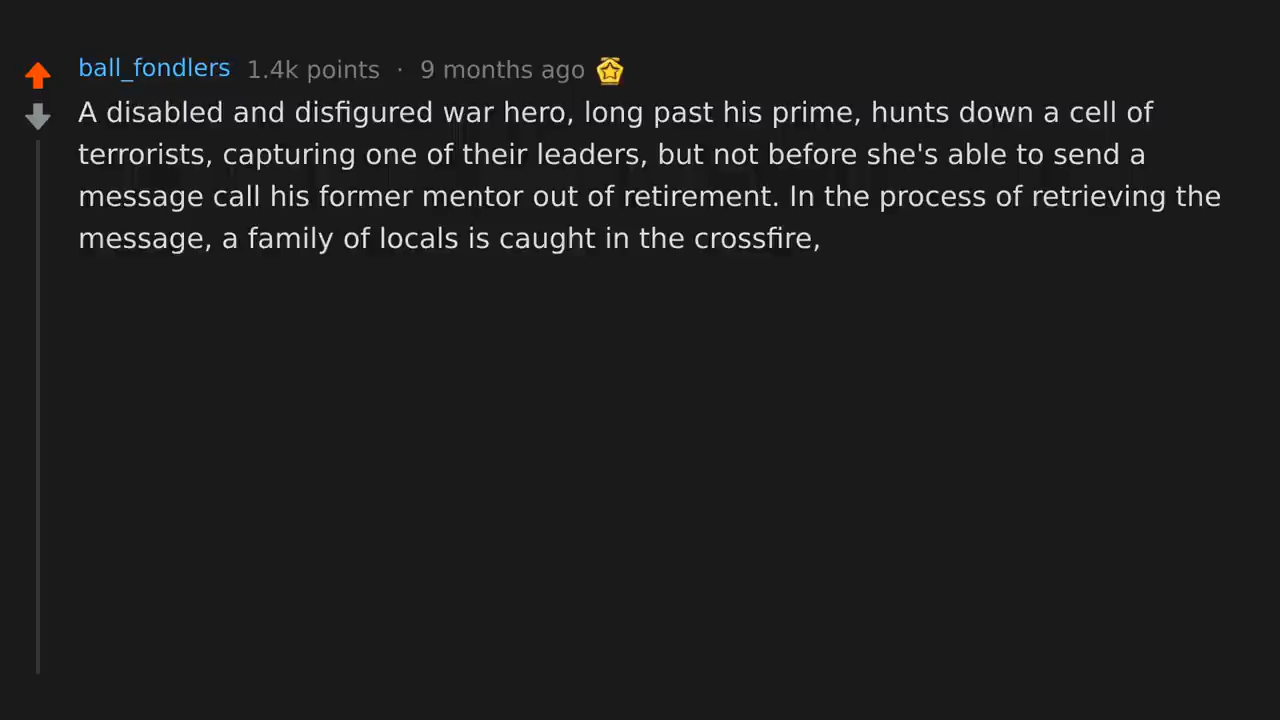 ball_fondlers 1.4k points · 9 months ago
A disabled and disfigured war hero, long past his prime, hunts down a cell of
terrorists, capturing one of their leaders, but not before she's able to send a
message call his former mentor out of retirement. In the process of retrieving the
message, a family of locals is caught in the crossfire,